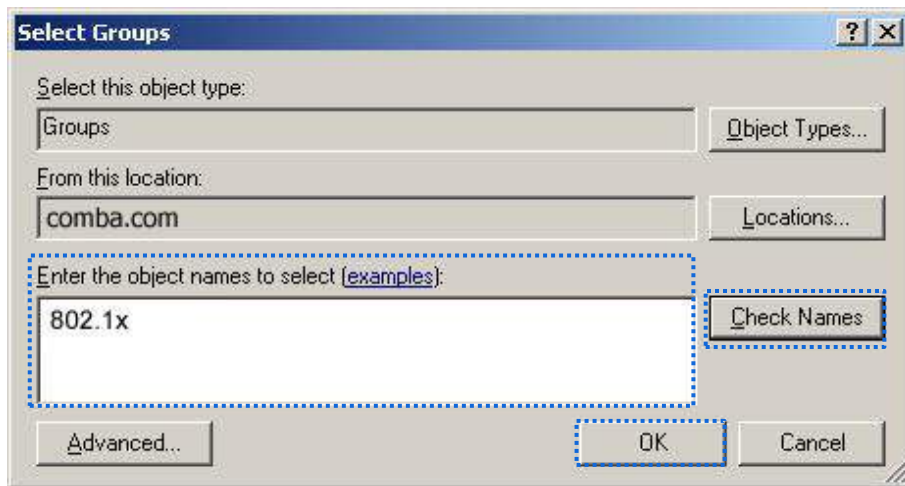 Select Groups
Select this object type:
Groups
Object Types...
From this location:
comba.com
Locations...
Enter the object names to select (examples):
802.1x
Check Names
Advanced...
OK
Cancel